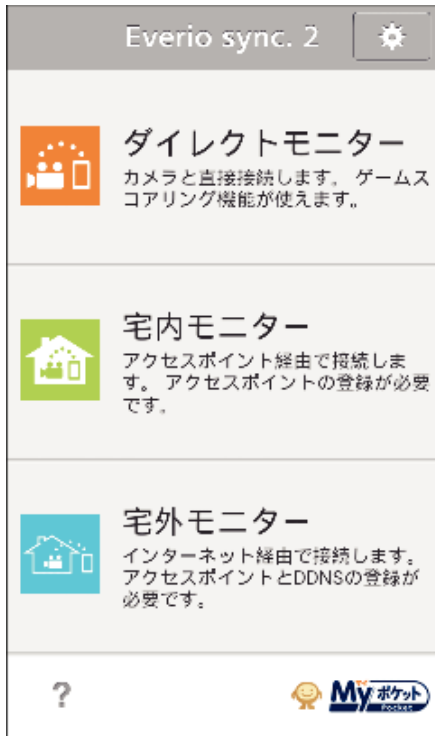 Everio sync. 2
ダイレクトモニター
カメラと直接接続します。 ゲームス
コアリング機能が使えます。
宅内モニター
アクセスポイント経由で接続しま
す。 アクセスポイントの登録が必要
です。
宅外モニター
インターネット経由で接続します。
アクセスポイントとDDNSの登録が
必要です。
? Myマイポケット
Pocket